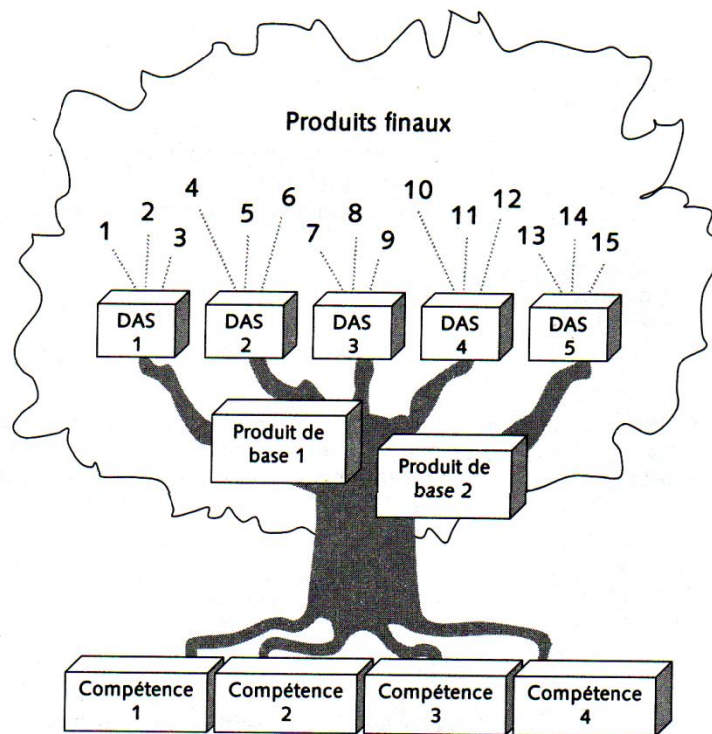 Produits finaux
1 2 3 4 5 6 7 8 9 10 11 12 13 14 15
DAS
1
DAS
2
DAS
3
DAS
4
DAS
5
Produit de
base 1
Produit de
base 2
Compétence
1
Compétence
2
Compétence
3
Compétence
4